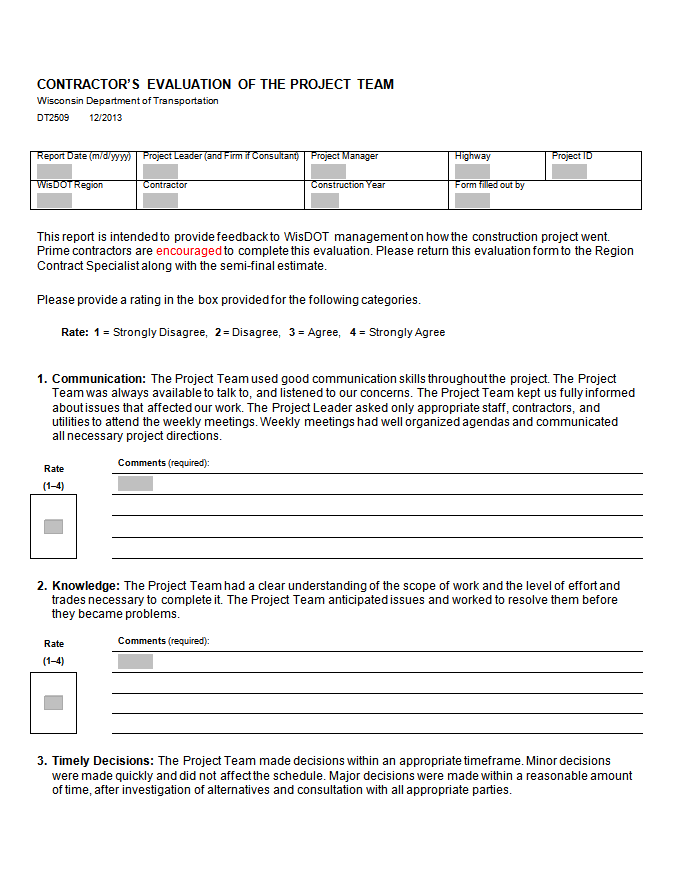 CONTRACTOR'S EVALUATION OF THE PROJECT TEAM
Wisconsin Department of Transportation
DT2509 12/2013
Report Date (m/d/yyyy) Project Leader (and Firm if Consultant) Project Manager Highway Project ID
WisDOT Region Contractor Construction Year Form filled out by
This report is intended to provide feedback to WisDOT management on how the construction project went.
Prime contractors are encouraged to complete this evaluation. Please return this evaluation form to the Region
Contract Specialist along with the semi-final estimate.
Please provide a rating in the box provided for the following categories.
Rate: 1 = Strongly Disagree, 2 = Disagree, 3 = Agree, 4 = Strongly Agree
1. Communication: The Project Team used good communication skills throughout the project. The Project
Team was always available to talk to, and listened to our concerns. The Project Team kept us fully informed
about issues that affected our work. The Project Leader asked only appropriate staff, contractors, and
utilities to attend the weekly meetings. Weekly meetings had well organized agendas and communicated
all necessary project directions.
Comments (required):
Rate
(1–4)
2. Knowledge: The Project Team had a clear understanding of the scope of work and the level of effort and
trades necessary to complete it. The Project Team anticipated issues and worked to resolve them before
they became problems.
Comments (required):
Rate
(1–4)
3. Timely Decisions: The Project Team made decisions within an appropriate timeframe. Minor decisions
were made quickly and did not affect the schedule. Major decisions were made within a reasonable amount
of time, after investigation of alternatives and consultation with all appropriate parties.